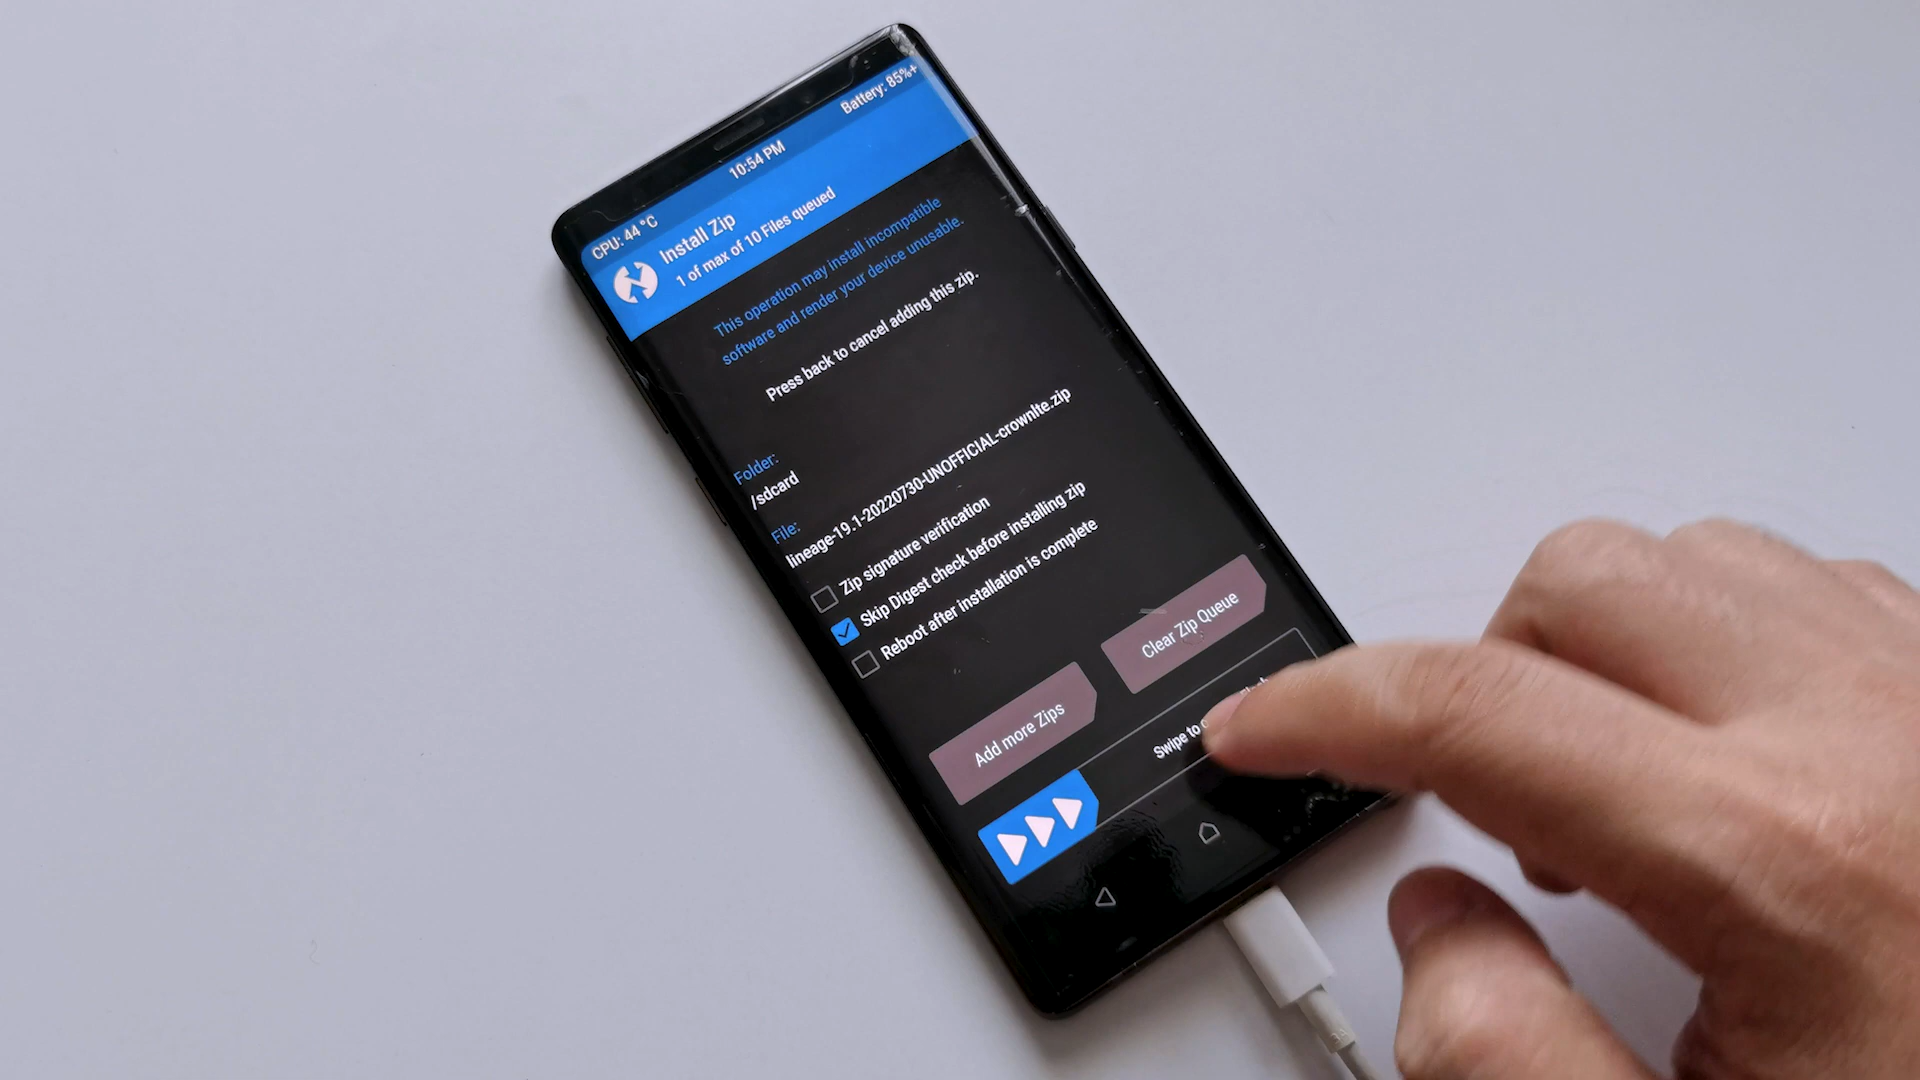 CPU: 44 °C
10:54 PM
Battery: 85%+
Install Zip
1 of max of 10 Files queued
This operation may install incompatible
software and render your device unusable.
Press back to cancel adding this zip.
Folder:
/sdcard
File:
lineage-19.1-20220730-UNOFFICIAL-crownlte.zip
Zip signature verification
Skip Digest check before installing zip
Reboot after installation is complete
Add more Zips
Clear Zip Queue
Swipe to